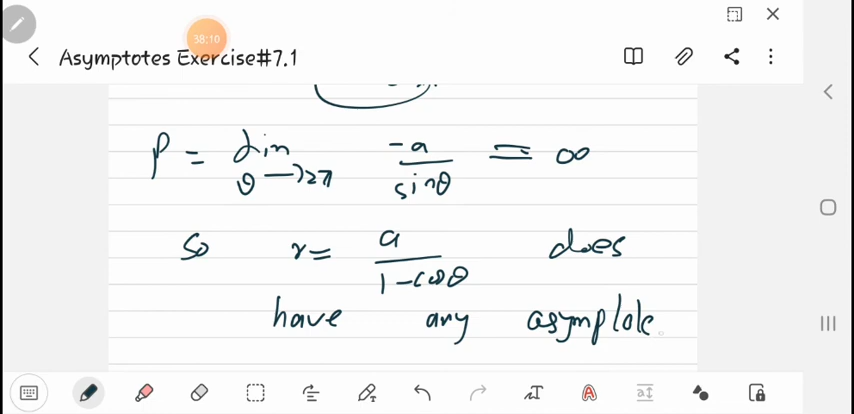 38:10
Asymptotes Exercise#7.1
P = lim θ→2π -a/sinθ = ∞
so r = a/1-cosθ does
have any asymptote.